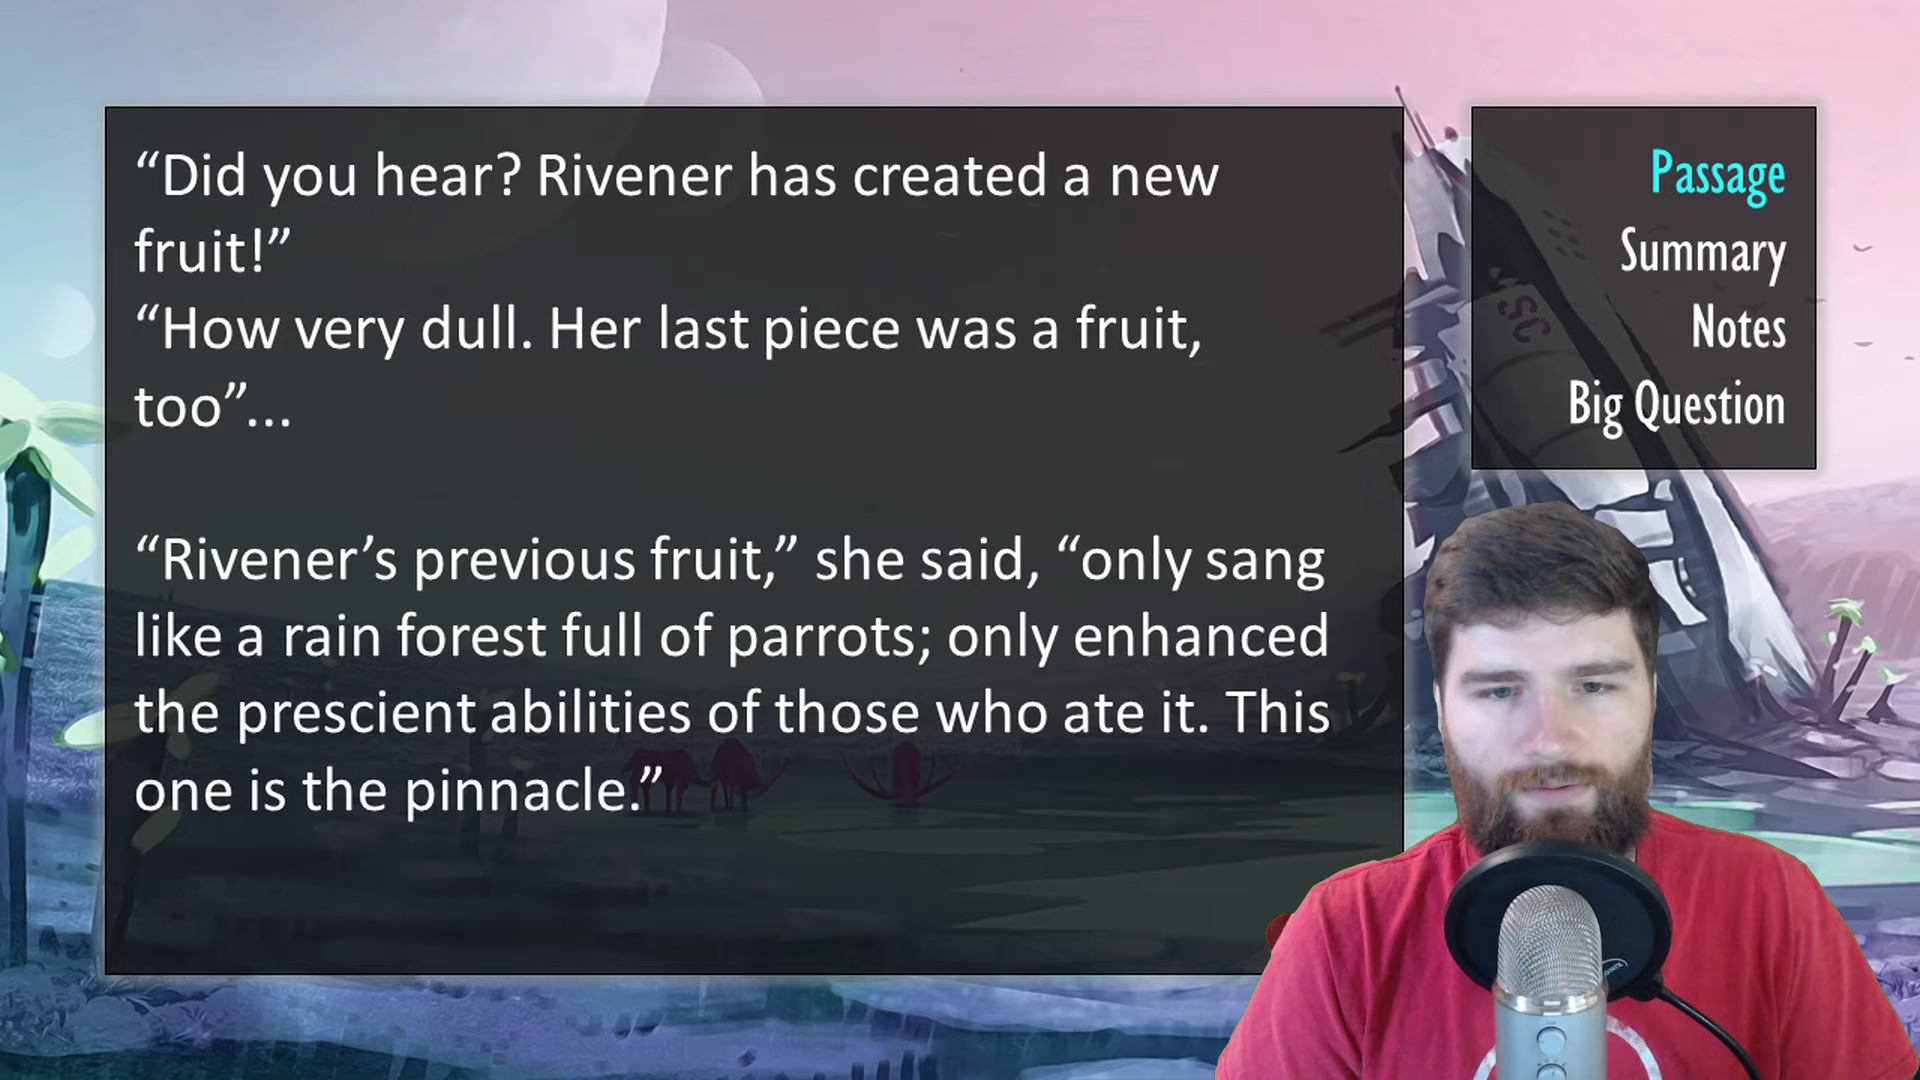 “Did you hear? Rivener has created a new
fruit!”
“How very dull. Her last piece was a fruit,
too”...
“Rivener’s previous fruit,” she said, “only sang
like a rain forest full of parrots; only enhanced
the prescient abilities of those who ate it. This
one is the pinnacle.”
Passage
Summary
Notes
Big Question
SC